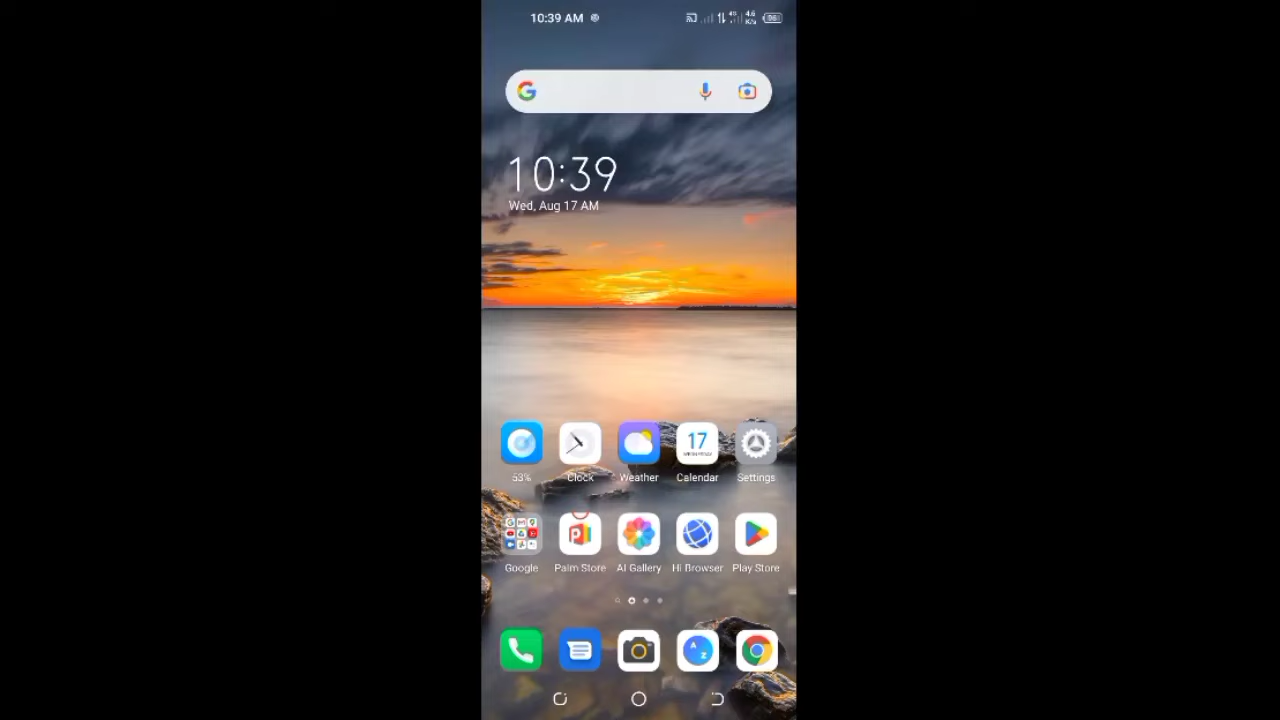 10:39 AM
10:39
Wed, Aug 17 AM
17
53%
Clock
Weather
Calendar
Settings
Google
Palm Store
AI Gallery
Hi Browser
Play Store
A
Z